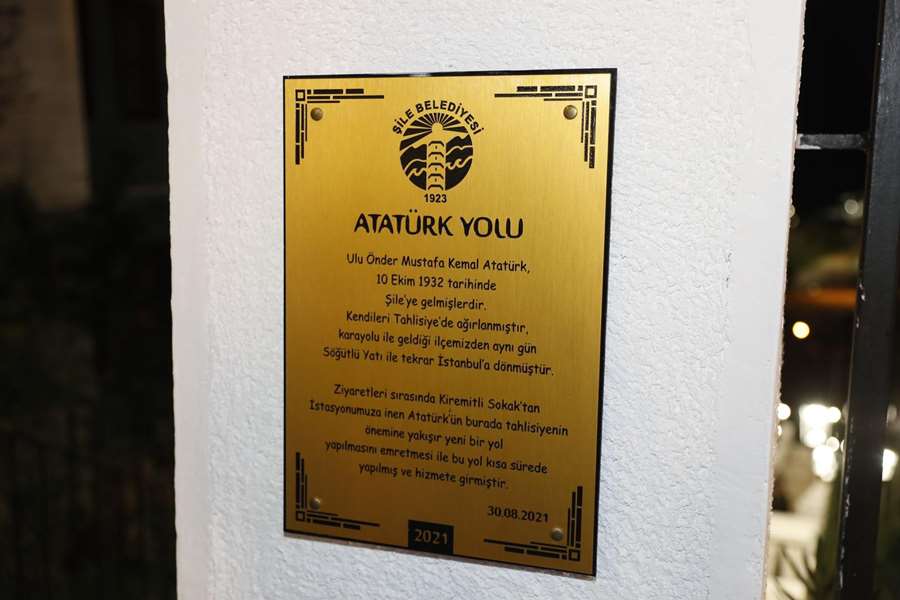 ŞİLE BELEDİYESİ
1923
ATATÜRK YOLU
Ulu Önder Mustafa Kemal Atatürk,
10 Ekim 1932 tarihinde
Şile'ye gelmişlerdir.
Kendileri Tahlisiye'de ağırlanmıştır,
karayolu ile geldiği ilçemizden aynı gün
Söğütlü Yatı ile tekrar İstanbul'a dönmüştür.
Ziyaretleri sırasında Kiremitli Sokak'tan
İstasyonumuza inen Atatürk'ün burada tahlisiyenin
önemine yakışır yeni bir yol
yapılmasını emretmesi ile bu yol kısa sürede
yapılmış ve hizmete girmiştir.
30.08.2021
2021